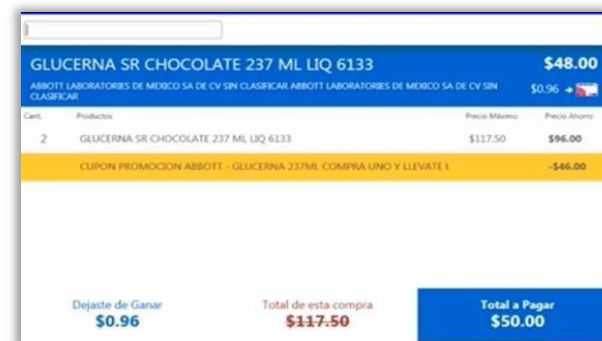 GLUCERNA SR CHOCOLATE 237 ML LIQ 6133 $48.00
ABBOTT LABORATORIES DE MEXICO SA DE CV SIN CLASIFICAR ABBOTT LABORATORIES DE MEXICO SA DE CV SIN $0.96
CLASIFICAR
Cant. Productos Precio Máximo Precio Ahorro
2 GLUCERNA SR CHOCOLATE 237 ML LIQ 6133 $117.50 $96.00
CUPON PROMOCION ABBOTT - GLUCERNA 237ML COMPRA UNO Y LLEVATE -$46.00
Dejaste de Ganar Total de esta compra Total a Pagar
$0.96 $117.50 $50.00